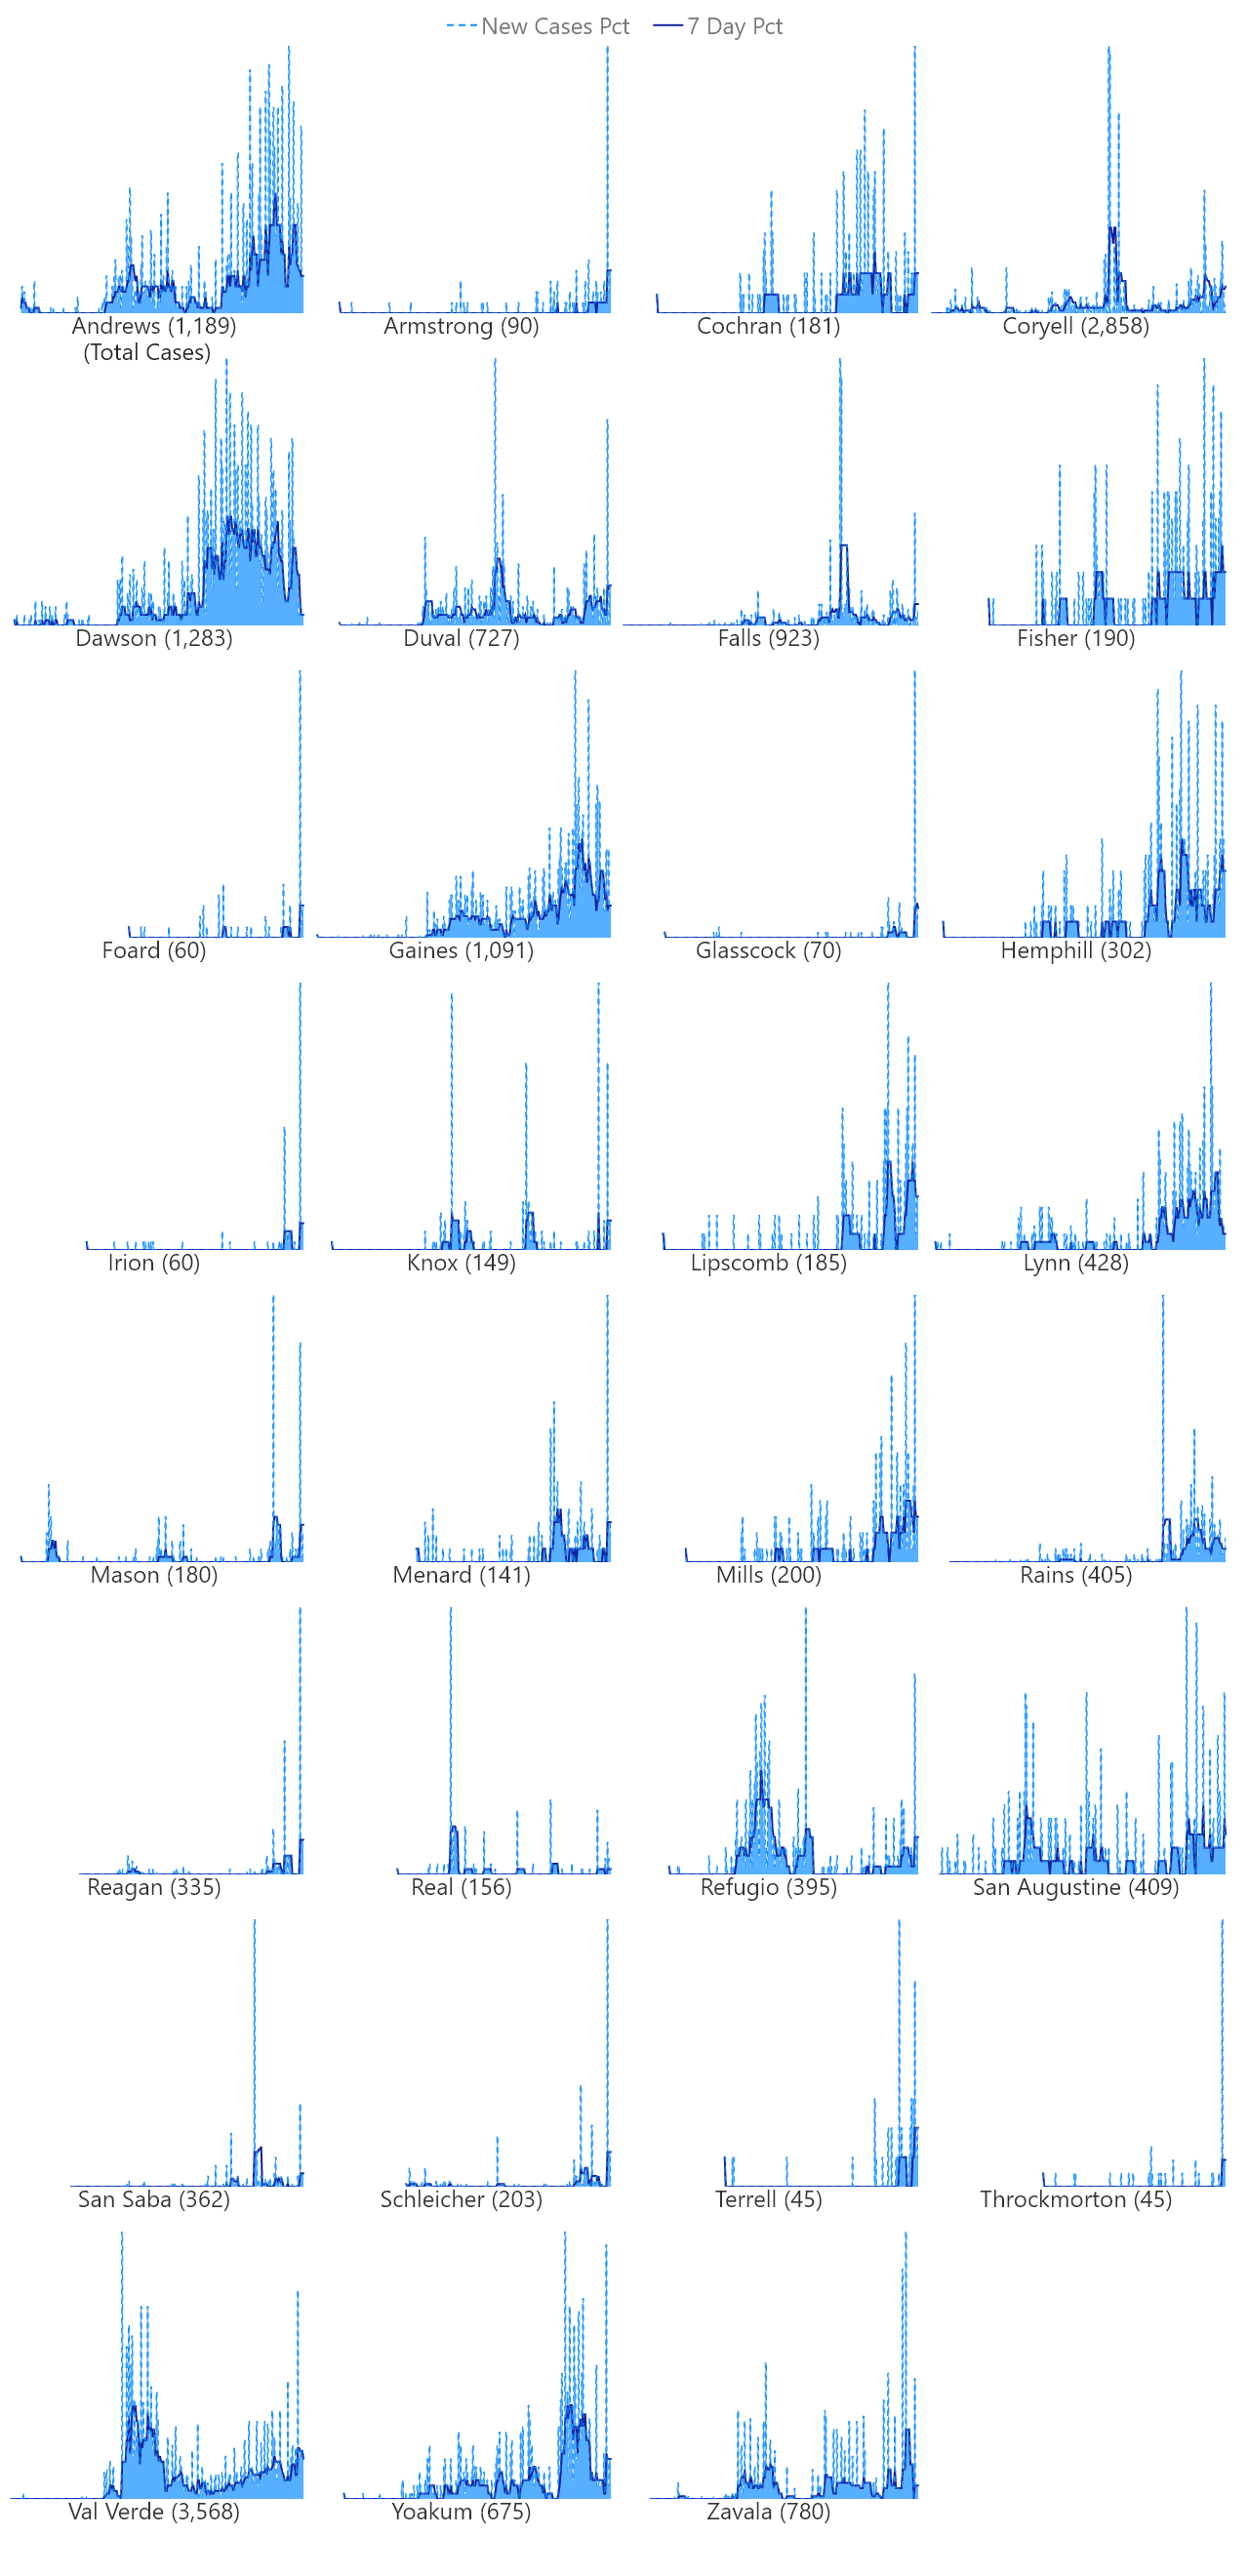 New Cases Pct 7 Day Pct
Andrews (1,189) Armstrong (90) Cochran (181) Coryell (2,858)
(Total Cases)
Dawson (1,283) Duval (727) Falls (923) Fisher (190)
Foard (60) Gaines (1,091) Glasscock (70) Hemphill (302)
Irion (60) Knox (149) Lipscomb (185) Lynn (428)
Mason (180) Menard (141) Mills (200) Rains (405)
Reagan (335) Real (156) Refugio (395) San Augustine (409)
San Saba (362) Schleicher (203) Terrell (45) Throckmorton (45)
Val Verde (3,568) Yoakum (675) Zavala (780)